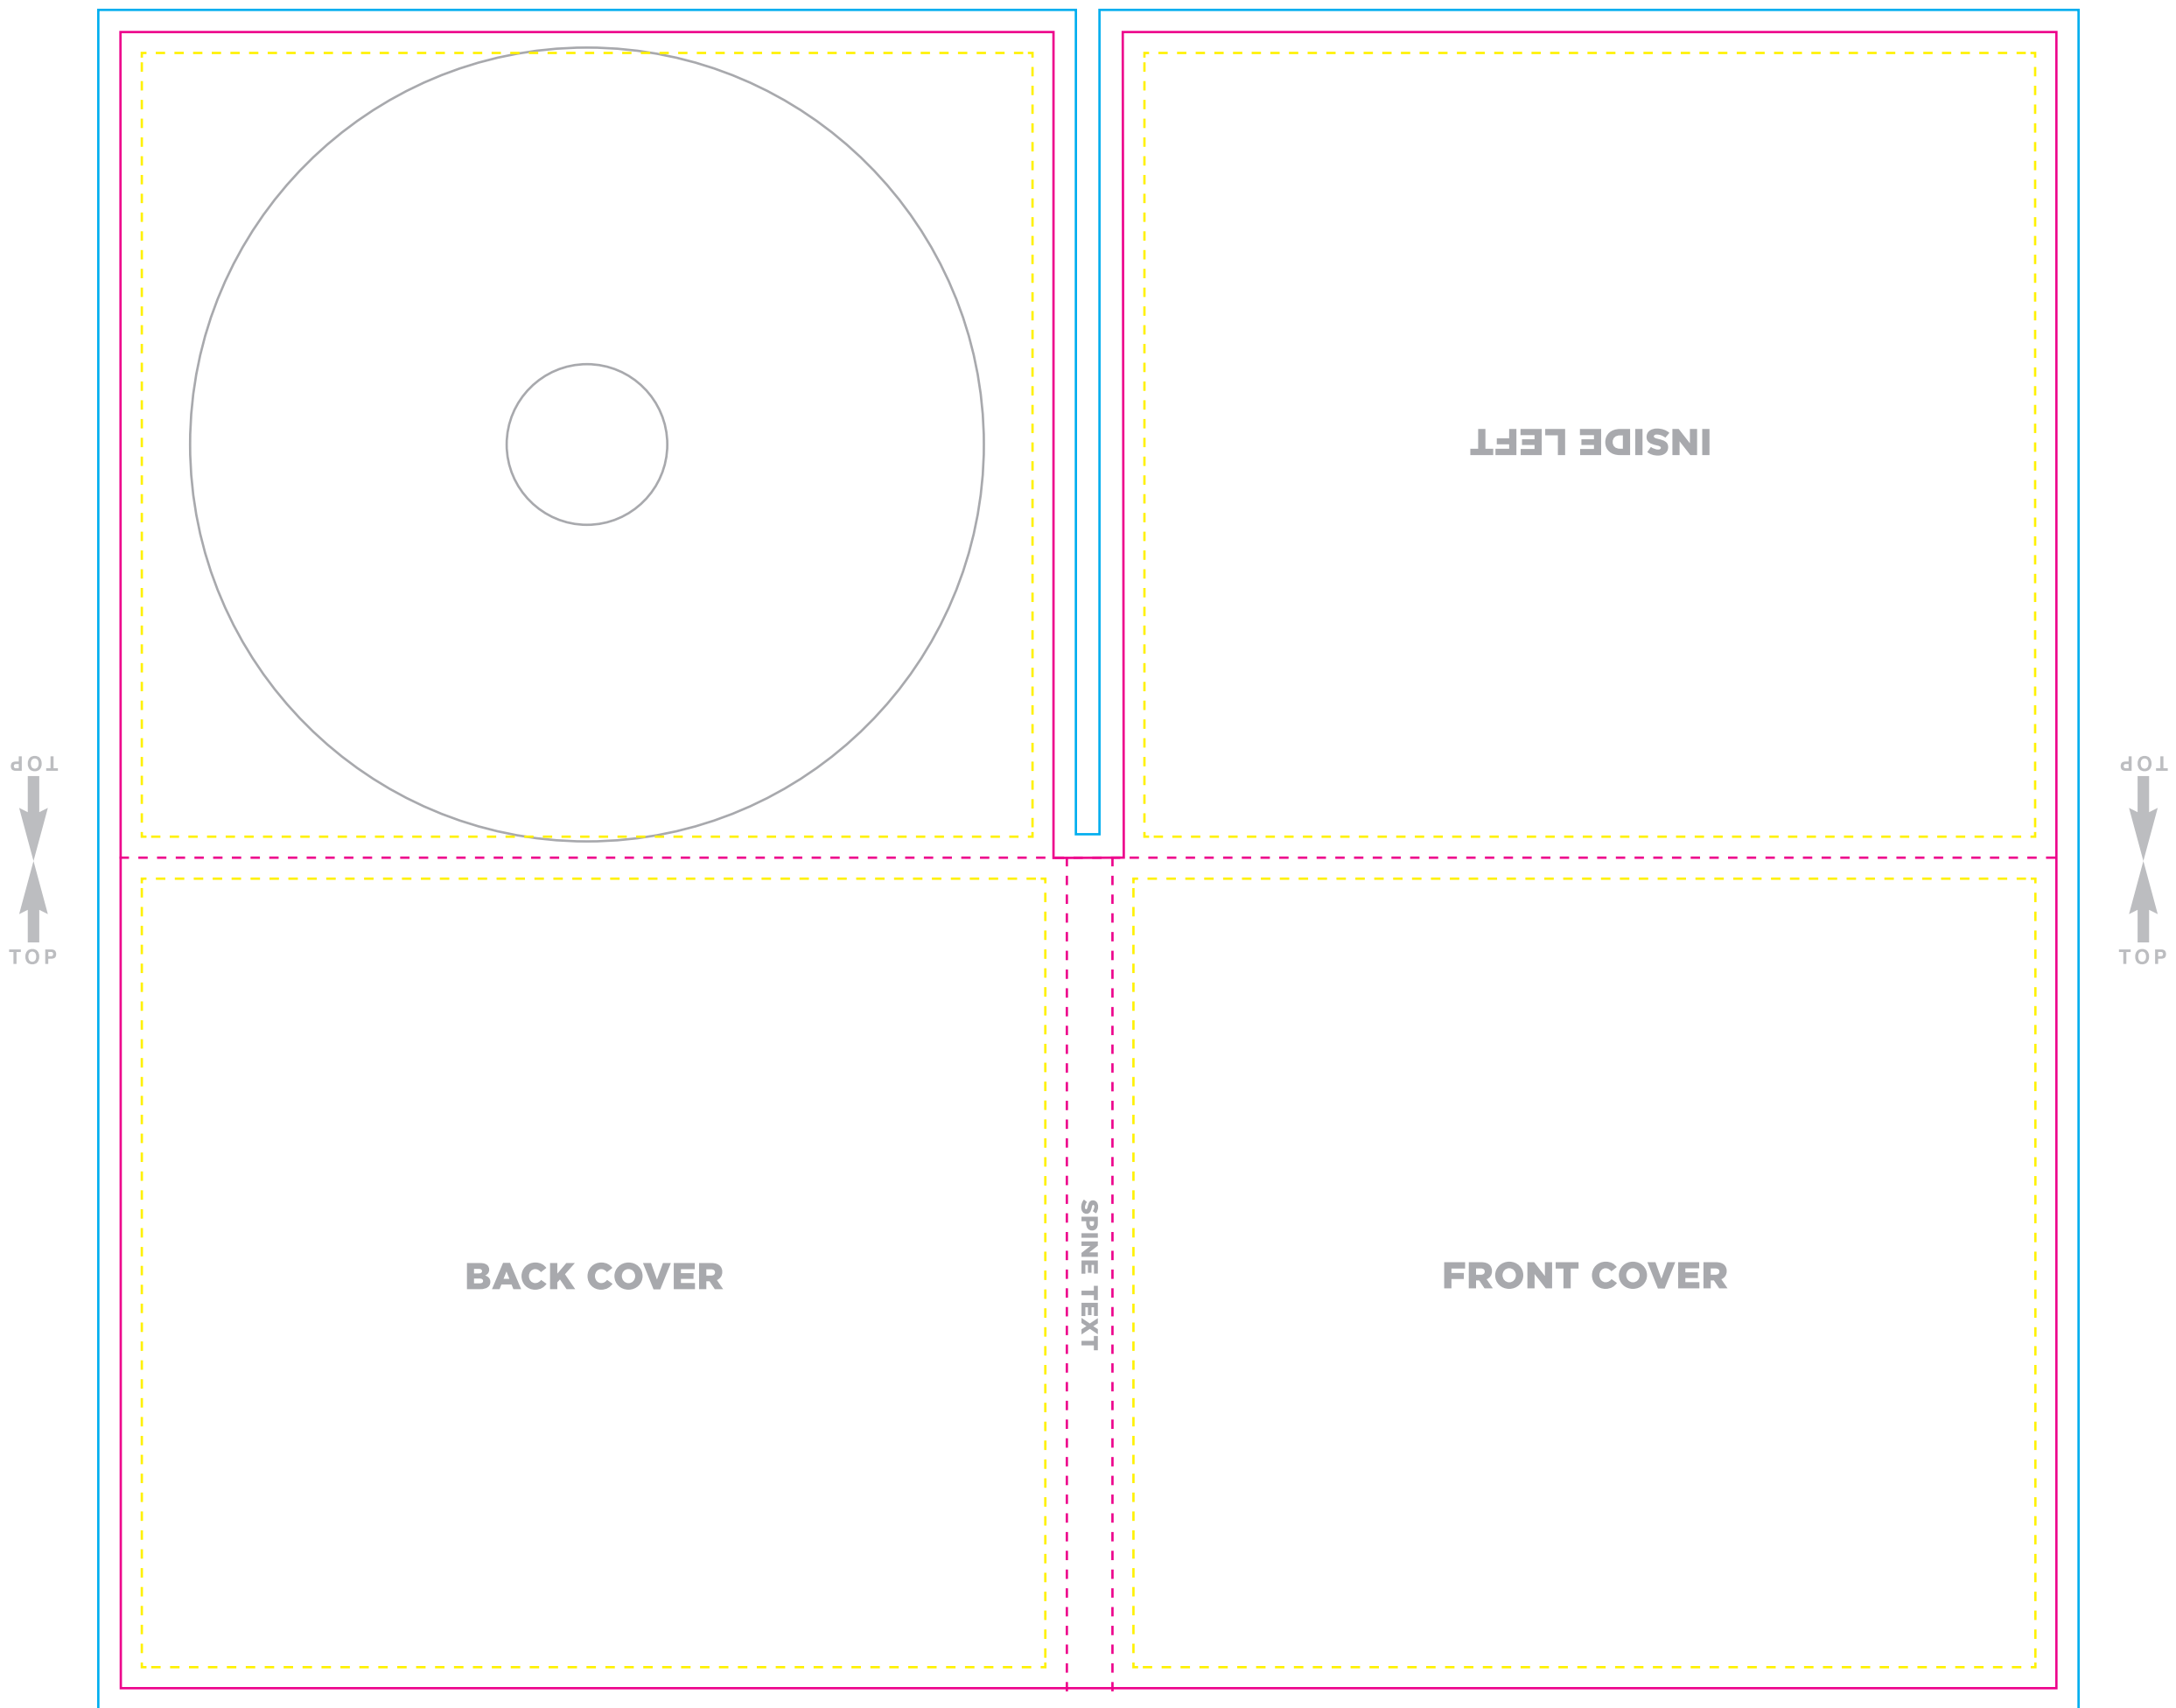 INSIDE LEFT
TOP
TOP
TOP
TOP
BACK COVER
SPINE TEXT
FRONT COVER